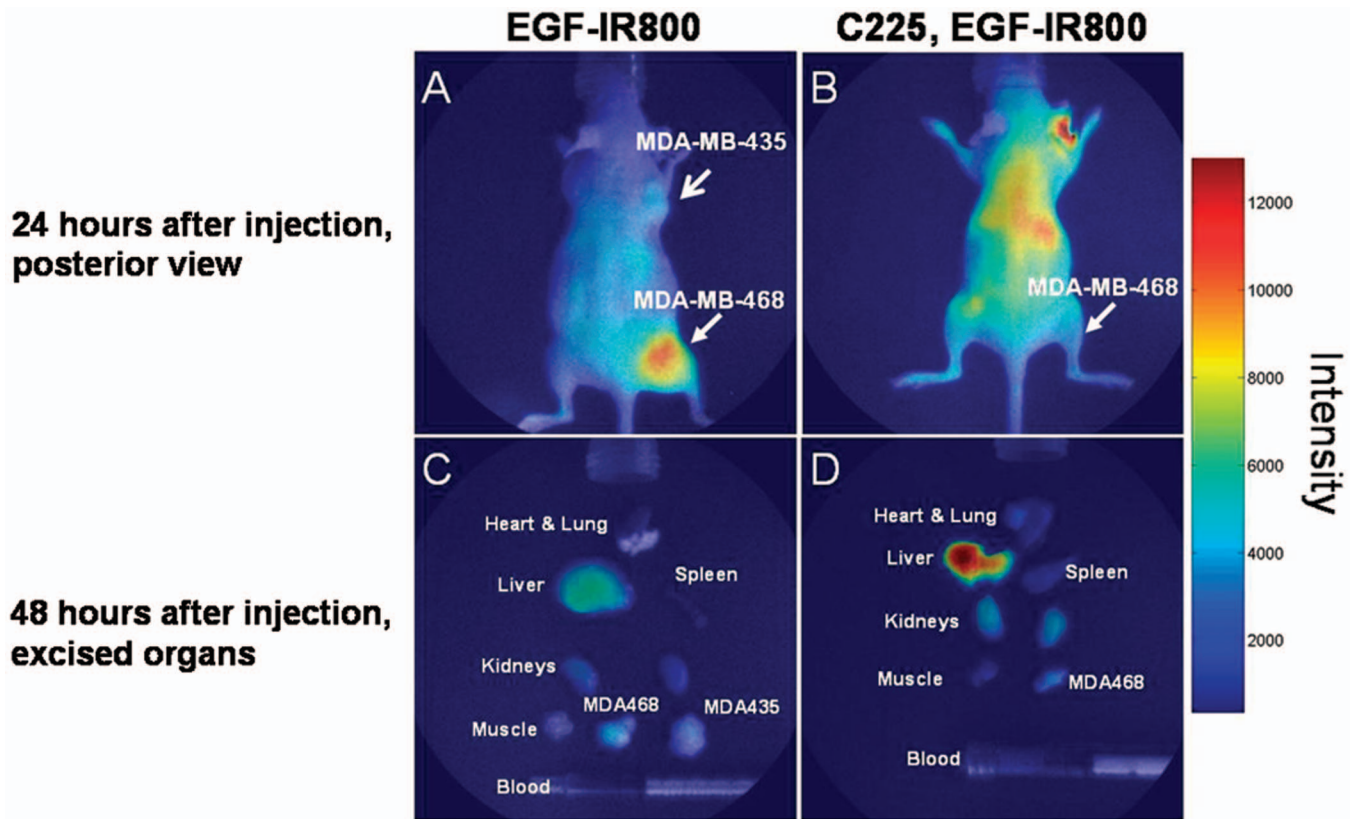 EGF-IR800
C225, EGF-IR800
24 hours after injection,
posterior view
A
MDA-MB-435
MDA-MB-468
B
MDA-MB-468
48 hours after injection,
excised organs
C
Heart & Lung
Liver
Spleen
Kidneys
MDA468
MDA435
Muscle
Blood
D
Heart & Lung
Liver
Spleen
Kidneys
Muscle
MDA468
Blood
12000
10000
8000
6000
4000
2000
Intensity